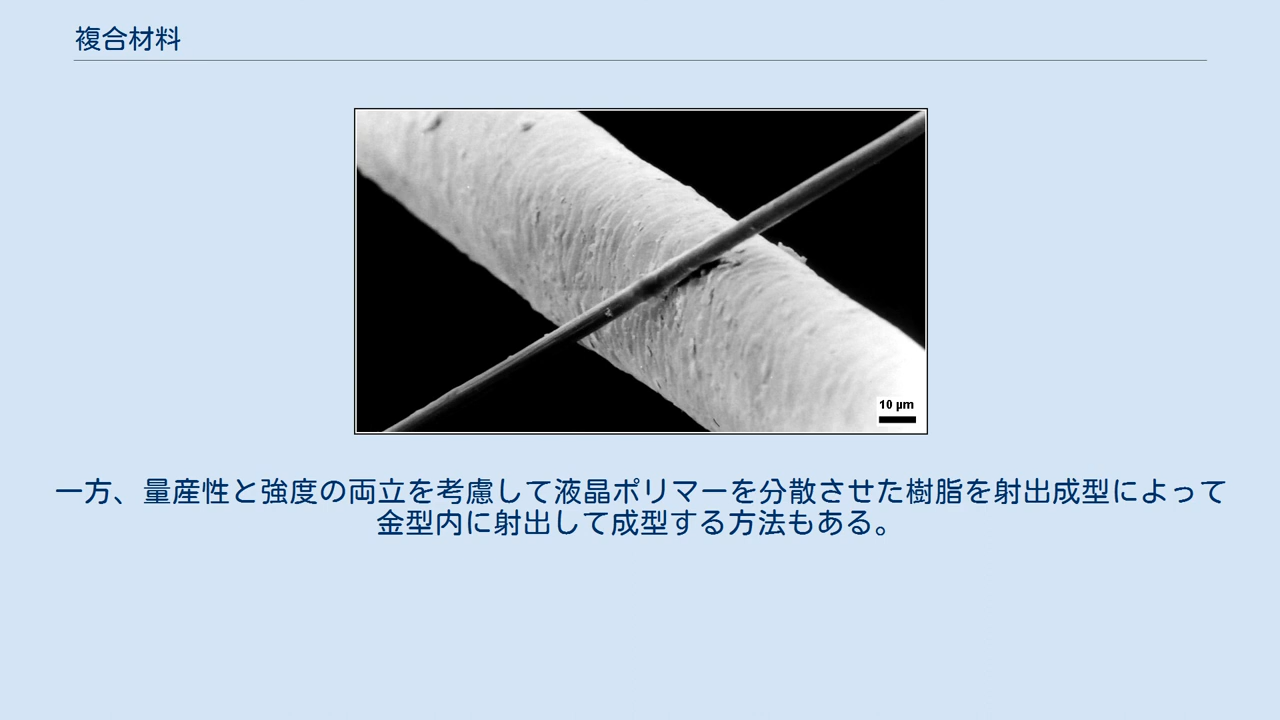 複合材料
10 µm
一方、量産性と強度の両立を考慮して液晶ポリマーを分散させた樹脂を射出成型によって
金型内に射出して成型する方法もある。